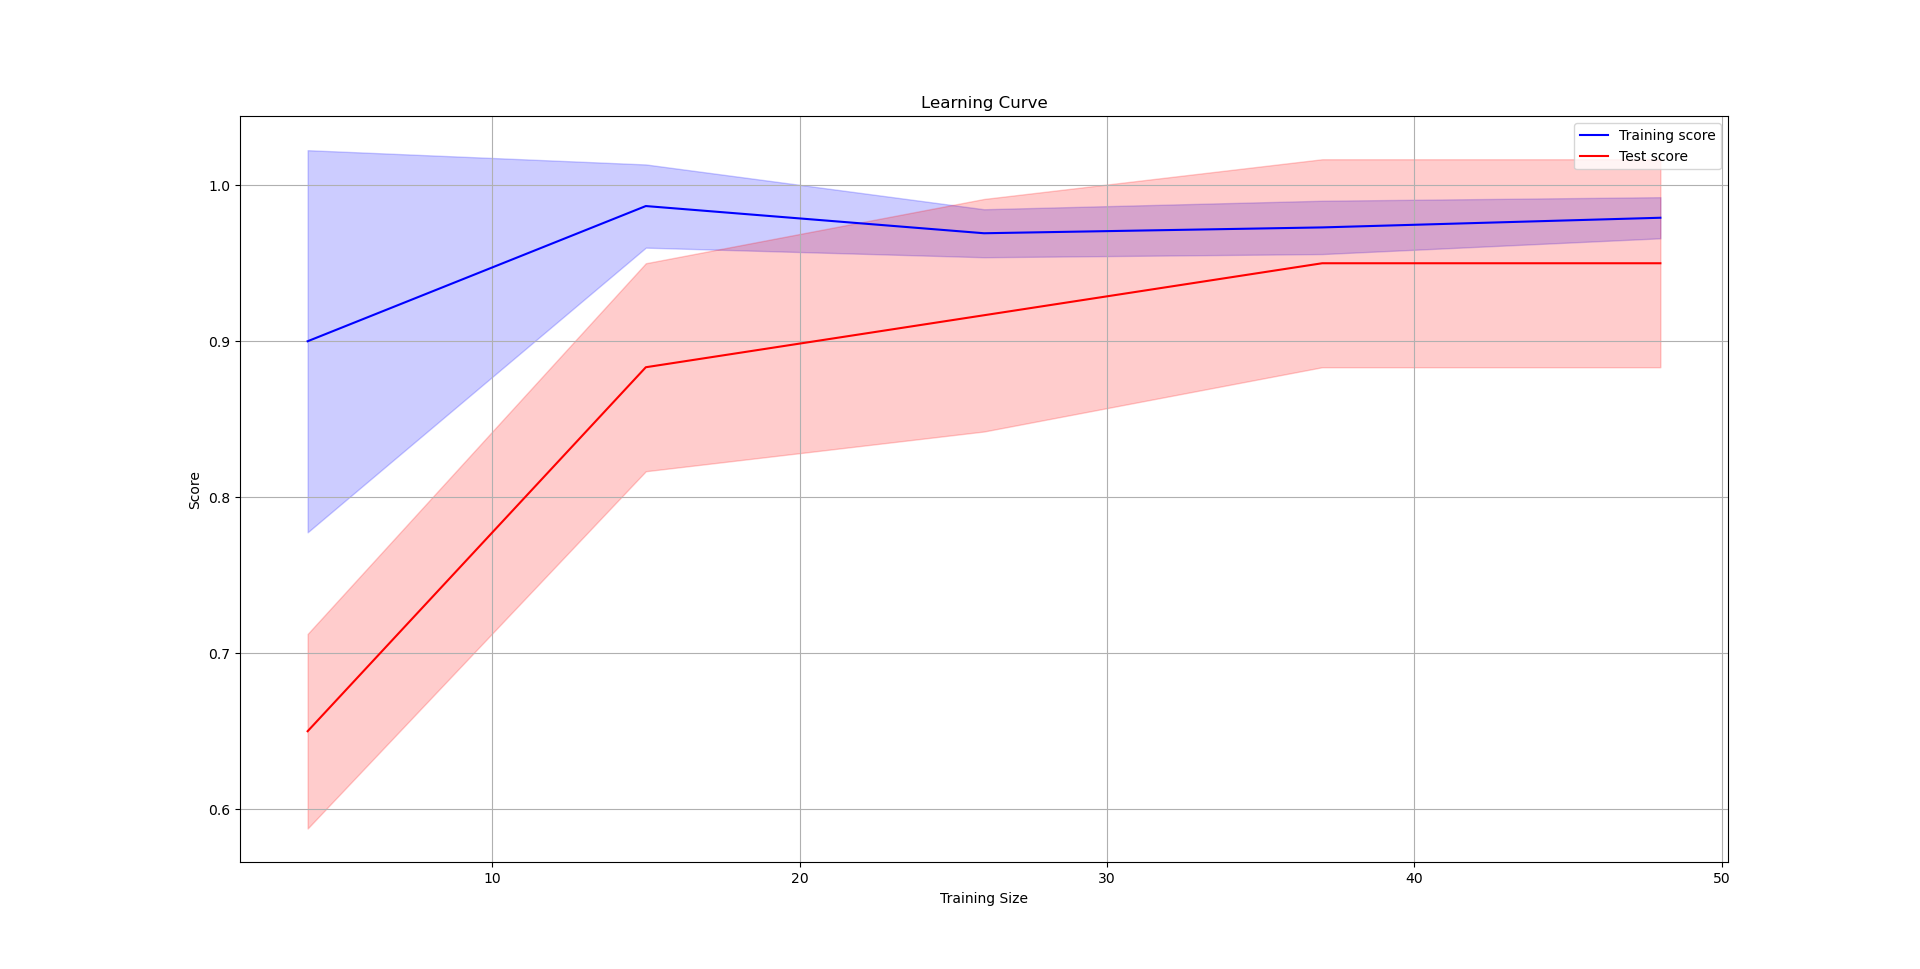 Learning Curve
Training score
Test score
1.0
0.9
0.8
0.7
0.6
Score
10 20 30 40 50
Training Size